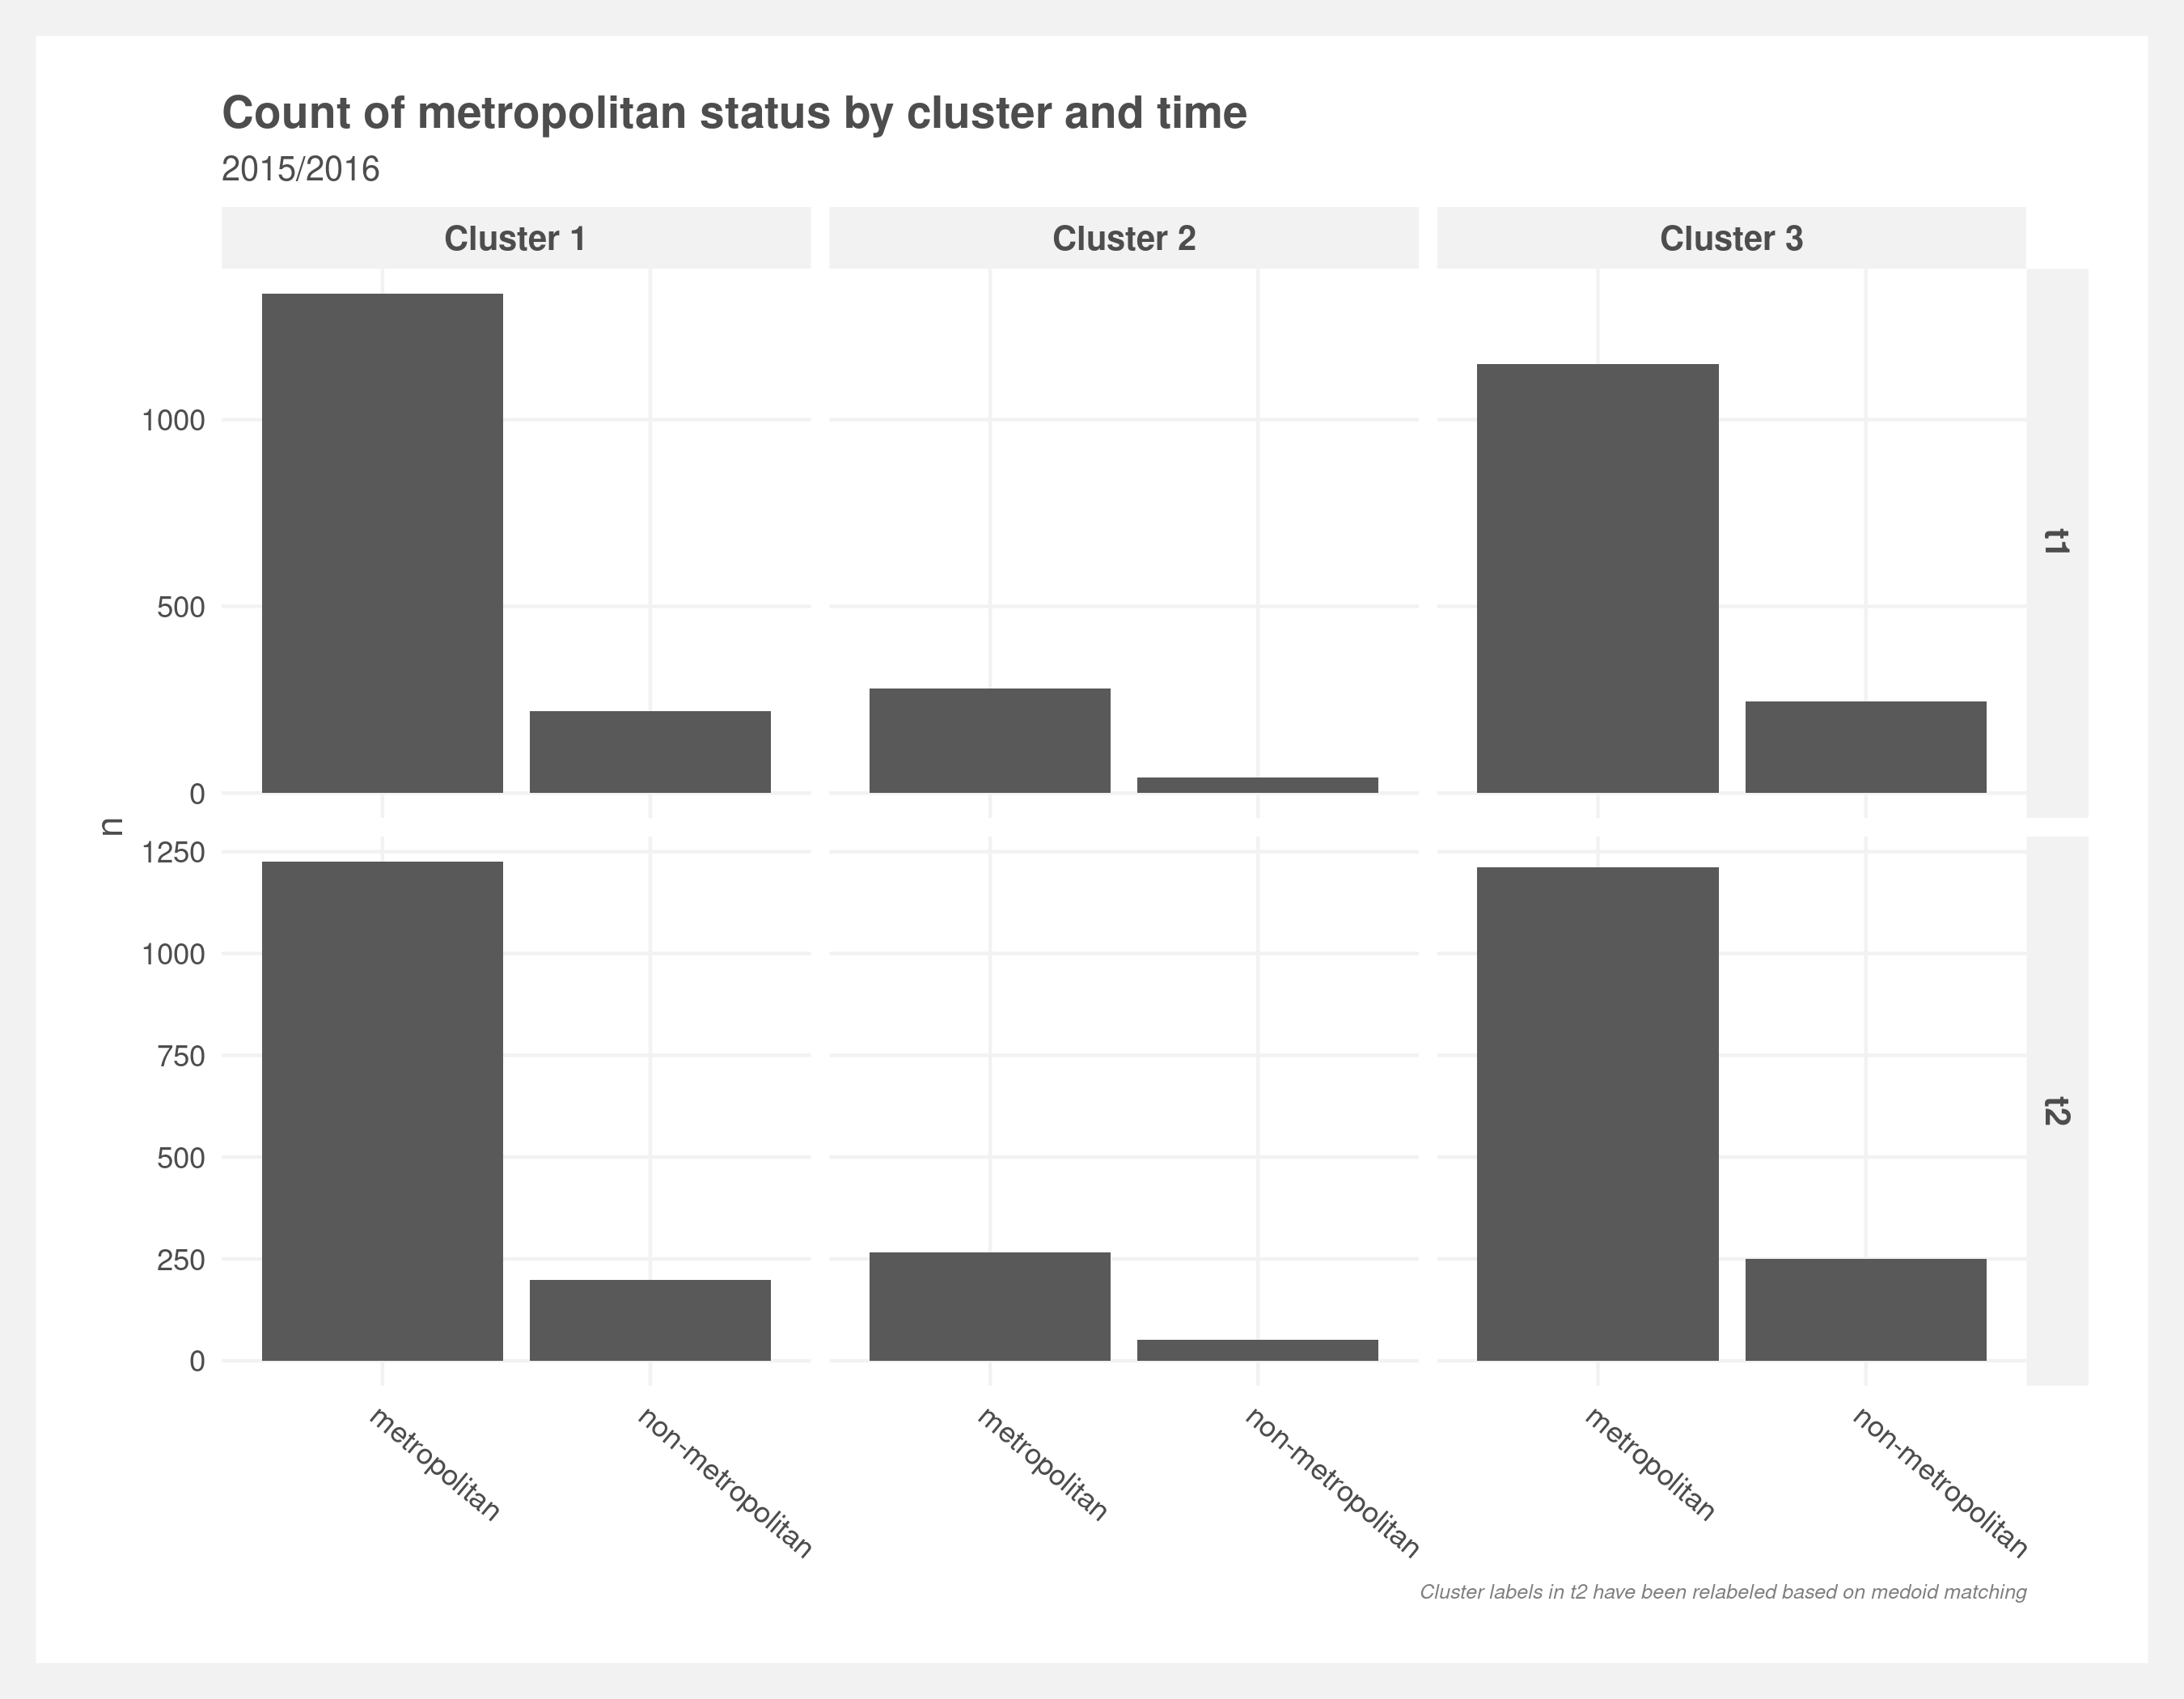 Count of metropolitan status by cluster and time
2015/2016
Cluster 1
Cluster 2
Cluster 3
1000
500
0
t1
n
1250
1000
750
500
250
0
t2
metropolitan
non-metropolitan
metropolitan
non-metropolitan
metropolitan
non-metropolitan
Cluster labels in t2 have been relabeled based on medoid matching